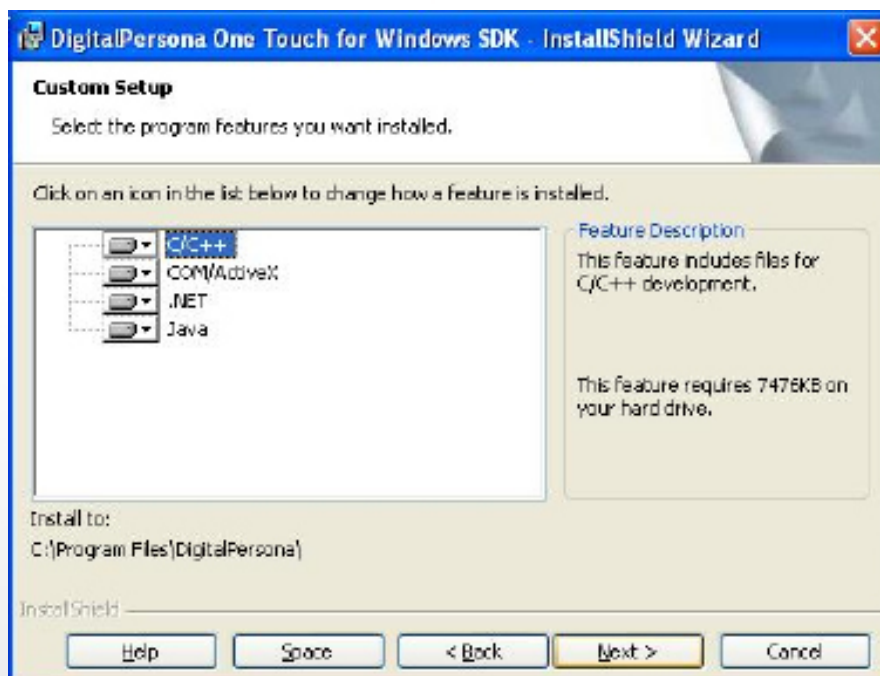 DigitalPersona One Touch for Windows SDK - InstallShield Wizard
Custom Setup
Select the program features you want installed.
Click on an icon in the list below to change how a feature is installed.
C/C++
COM/ActiveX
.NET
Java
Feature Description
This feature includes files for
C/C++ development.
This feature requires 7476KB on
your hard drive.
Install to:
C:\Program Files\DigitalPersona\
InstallShield
Help
Space
< Back
Next >
Cancel